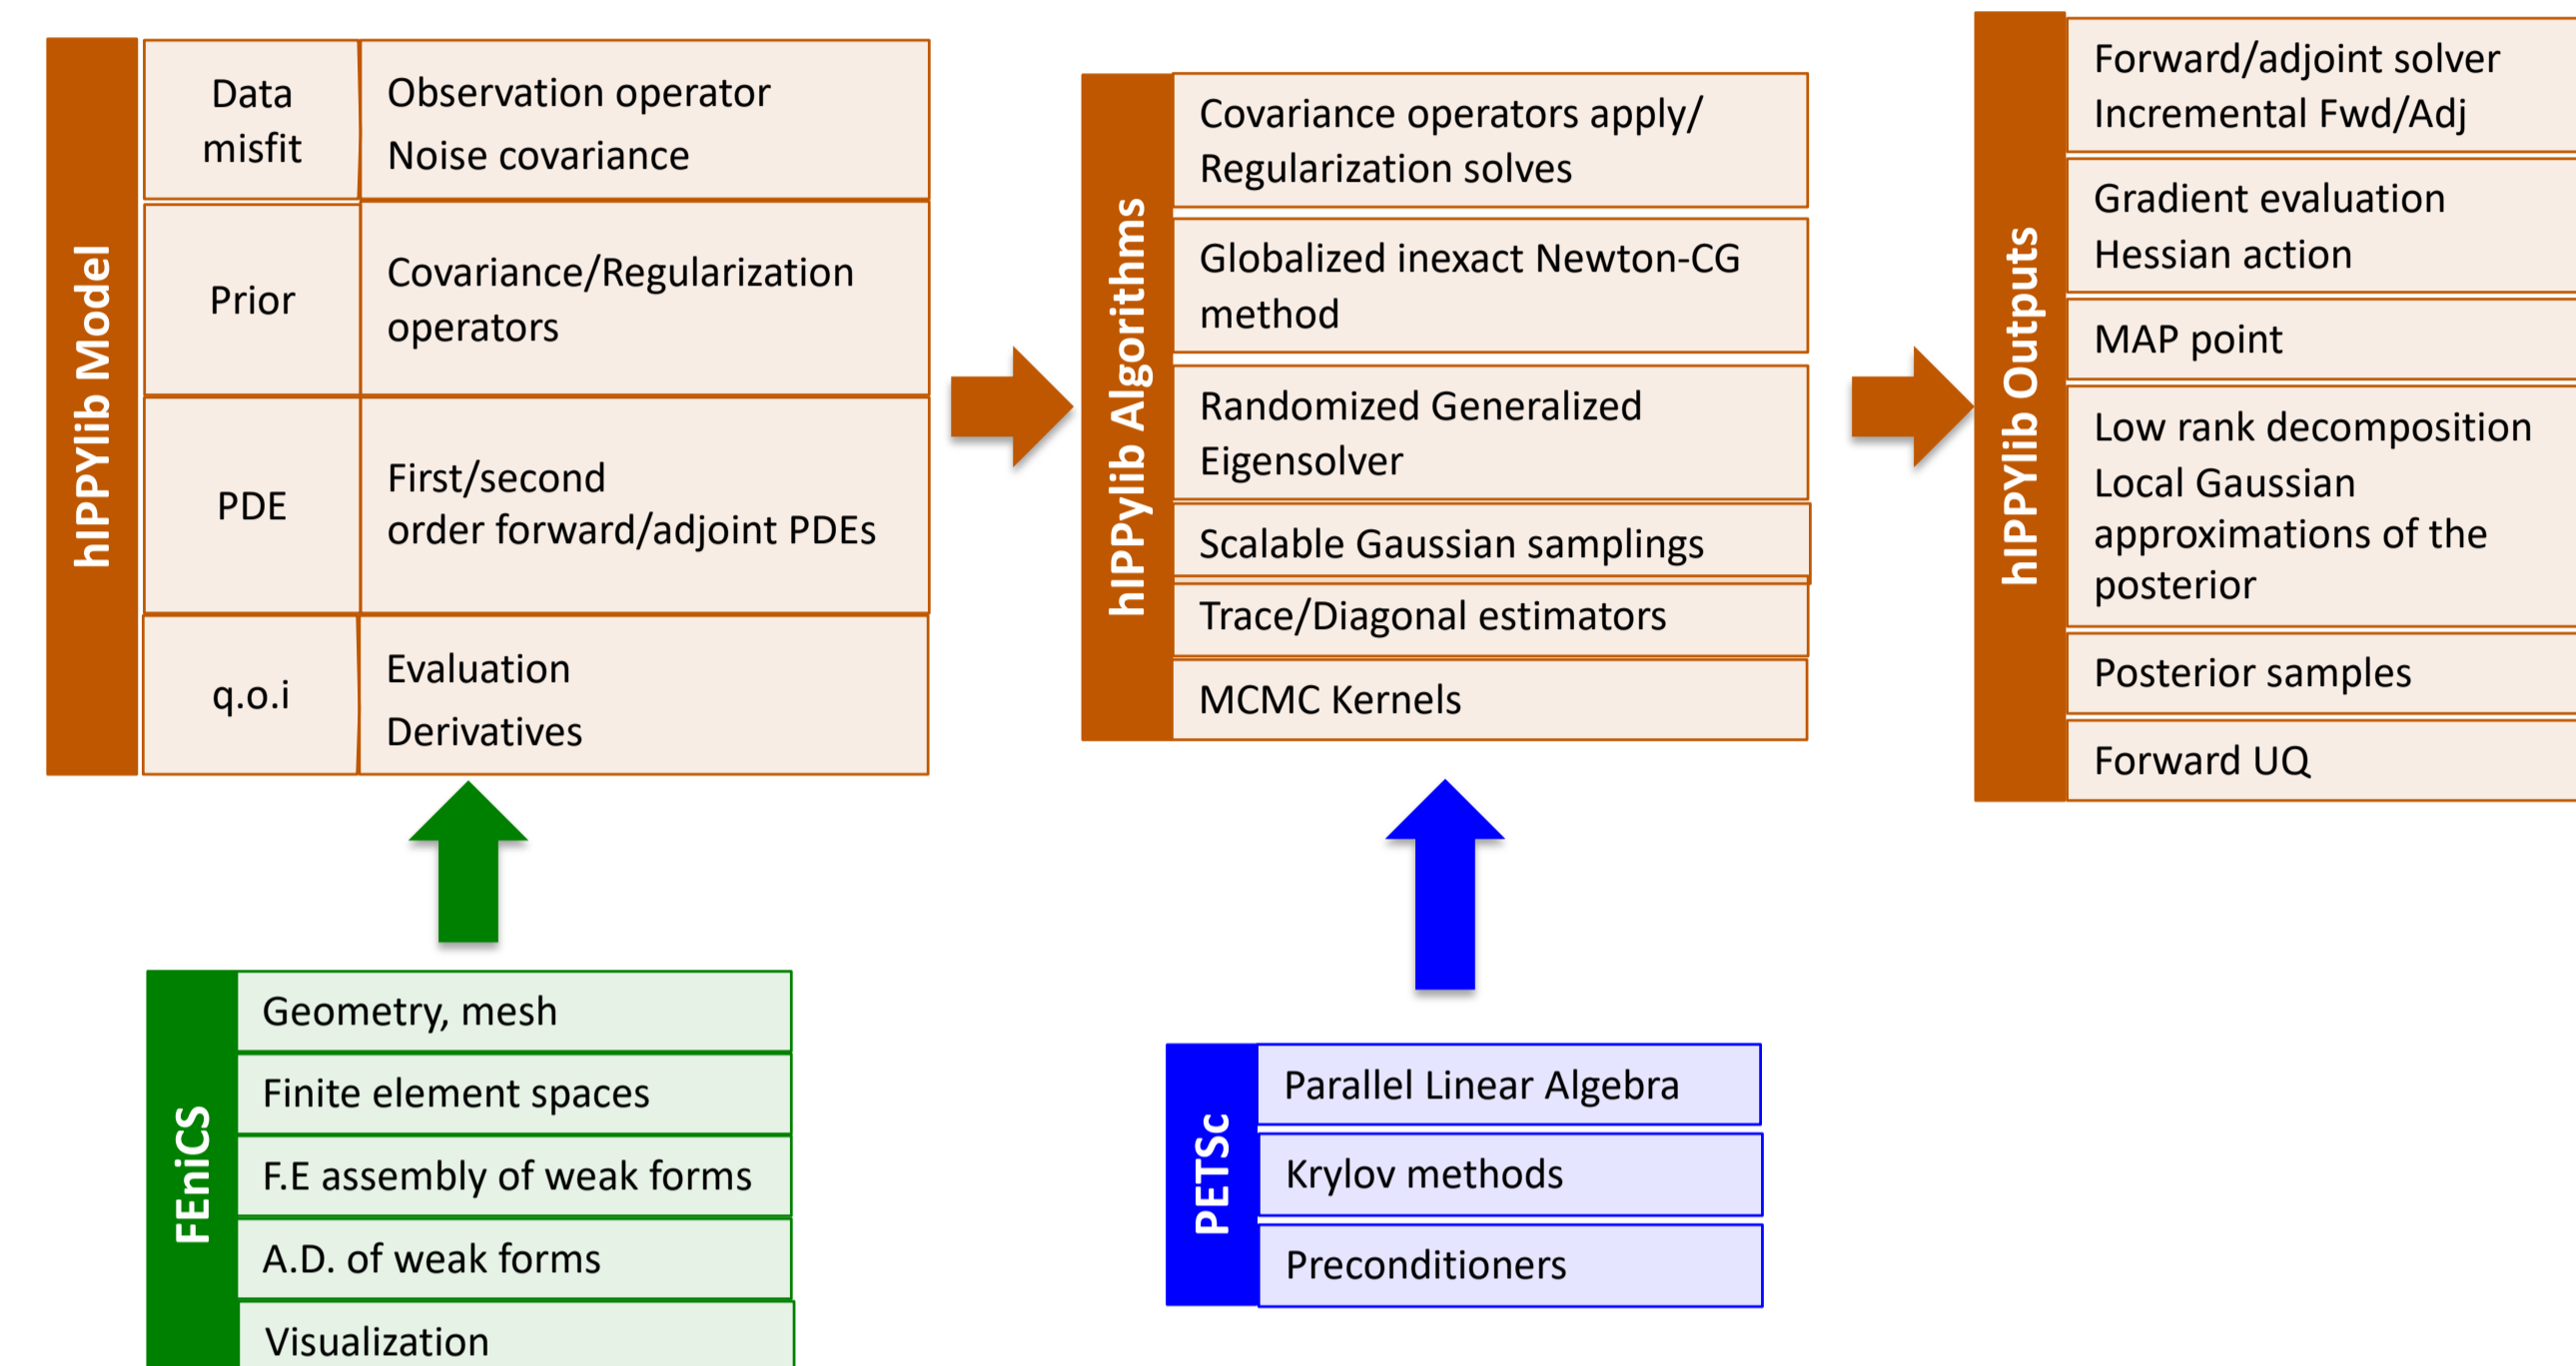 hIPPYlib Model
Data
misfit
Observation operator
Noise covariance
Prior
Covariance/Regularization
operators
PDE
First/second
order forward/adjoint PDEs
q.o.i
Evaluation
Derivatives
hIPPylib Algorithms
Covariance operators apply/
Regularization solves
Globalized inexact Newton-CG
method
Randomized Generalized
Eigensolver
Scalable Gaussian samplings
Trace/Diagonal estimators
MCMC Kernels
hIPPYlib Outputs
Forward/adjoint solver
Incremental Fwd/Adj
Gradient evaluation
Hessian action
MAP point
Low rank decomposition
Local Gaussian
approximations of the
posterior
Posterior samples
Forward UQ
FEniCS
Geometry, mesh
Finite element spaces
F.E assembly of weak forms
A.D. of weak forms
Visualization
PETSc
Parallel Linear Algebra
Krylov methods
Preconditioners